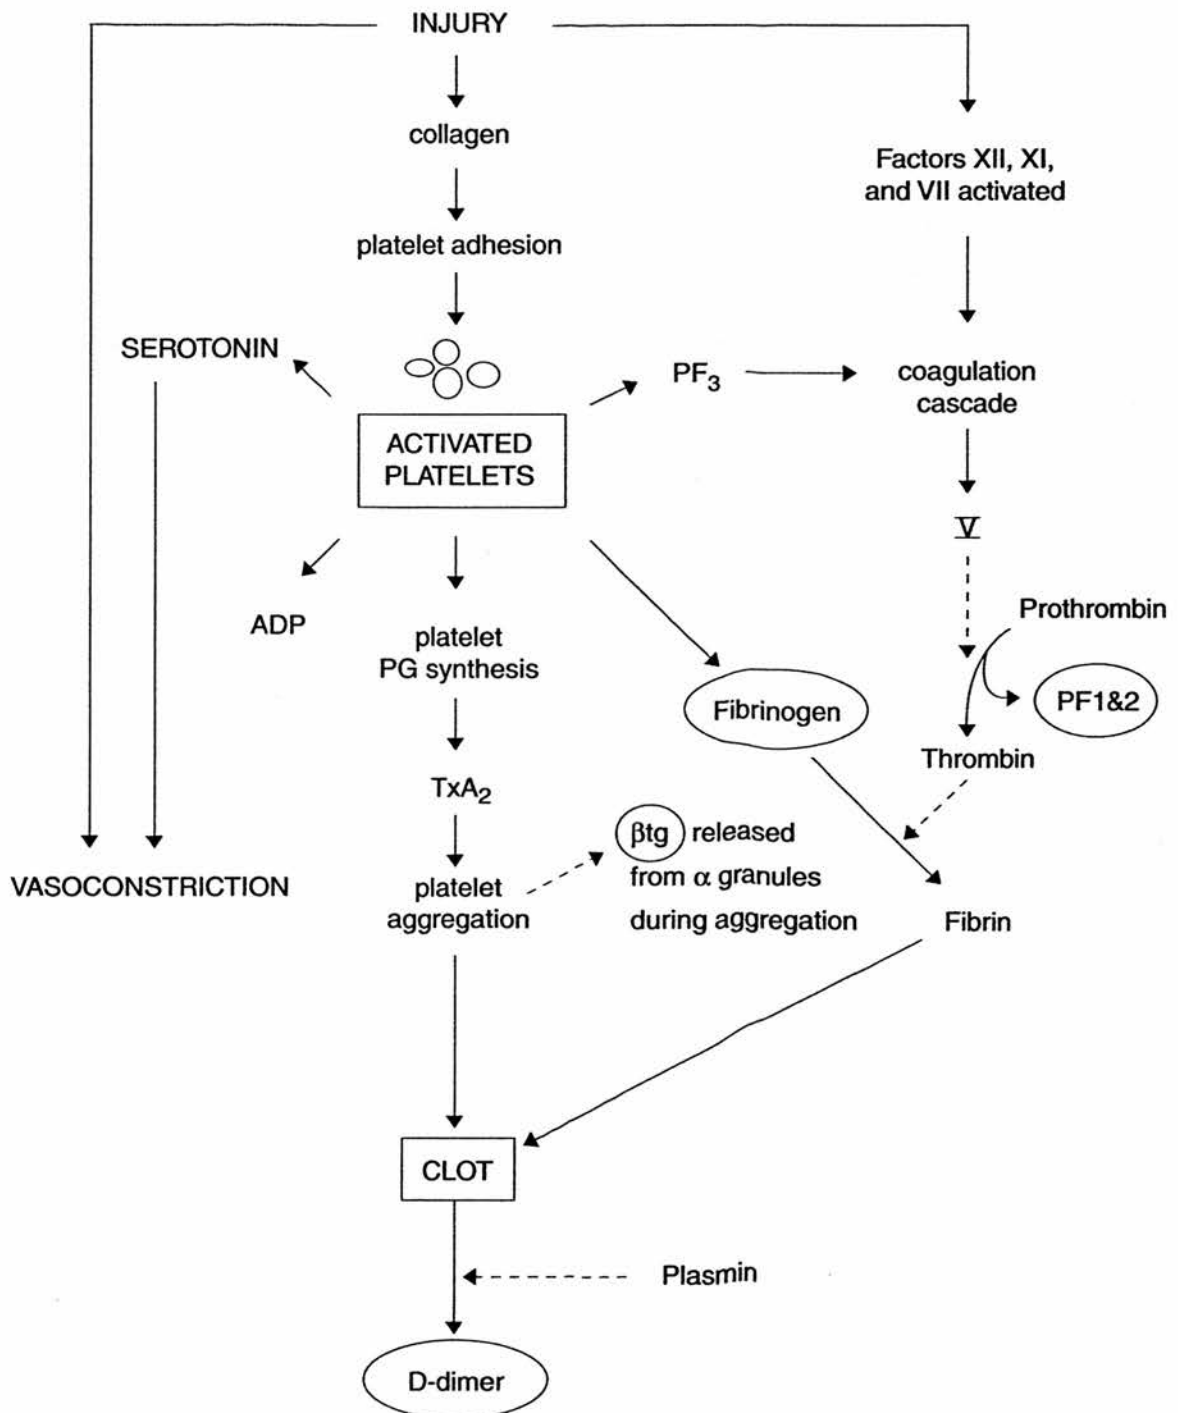 INJURY
collagen
Factors XII, XI,
and VII activated
platelet adhesion
SEROTONIN
PF3
coagulation
cascade
ACTIVATED
PLATELETS
V
ADP
platelet
PG synthesis
Prothrombin
PF1&2
Fibrinogen
Thrombin
TxA2
βtg released
from α granules
during aggregation
VASOCONSTRICTION
platelet
aggregation
Fibrin
CLOT
Plasmin
D-dimer